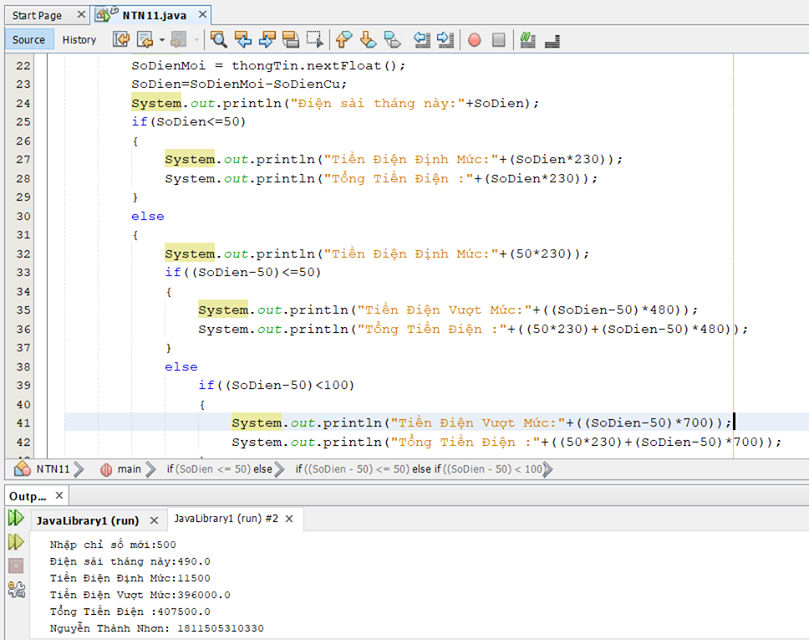 Start Page
NTN11.java
Source
History
22 SoDienMoi = thongTin.nextFloat();
23 SoDien=SoDienMoi-SoDienCu;
24 System.out.println("Điện sài tháng này:"+SoDien);
25 if(SoDien<=50)
26 {
27 System.out.println("Tiền Điện Định Mức:"+(SoDien*230));
28 System.out.println("Tổng Tiền Điện :"+(SoDien*230));
29 }
30 else
31 {
32 System.out.println("Tiền Điện Định Mức:"+(50*230));
33 if((SoDien-50)<=50)
34 {
35 System.out.println("Tiền Điện Vượt Mức:"+((SoDien-50)*480));
36 System.out.println("Tổng Tiền Điện :"+((50*230)+(SoDien-50)*480));
37 }
38 else
39 if((SoDien-50)<100)
40 {
41 System.out.println("Tiền Điện Vượt Mức:"+((SoDien-50)*700));
42 System.out.println("Tổng Tiền Điện :"+((50*230)+(SoDien-50)*700));
NTN11 main if (SoDien <= 50) else if ((SoDien - 50) <= 50) else if ((SoDien - 50) < 100)
Outp...
JavaLibrary1 (run)
JavaLibrary1 (run) #2
Nhập chỉ số mới:500
Điện sài tháng này:490.0
Tiền Điện Định Mức:11500
Tiền Điện Vượt Mức:396000.0
Tổng Tiền Điện :407500.0
Nguyễn Thành Nhơn: 1811505310330